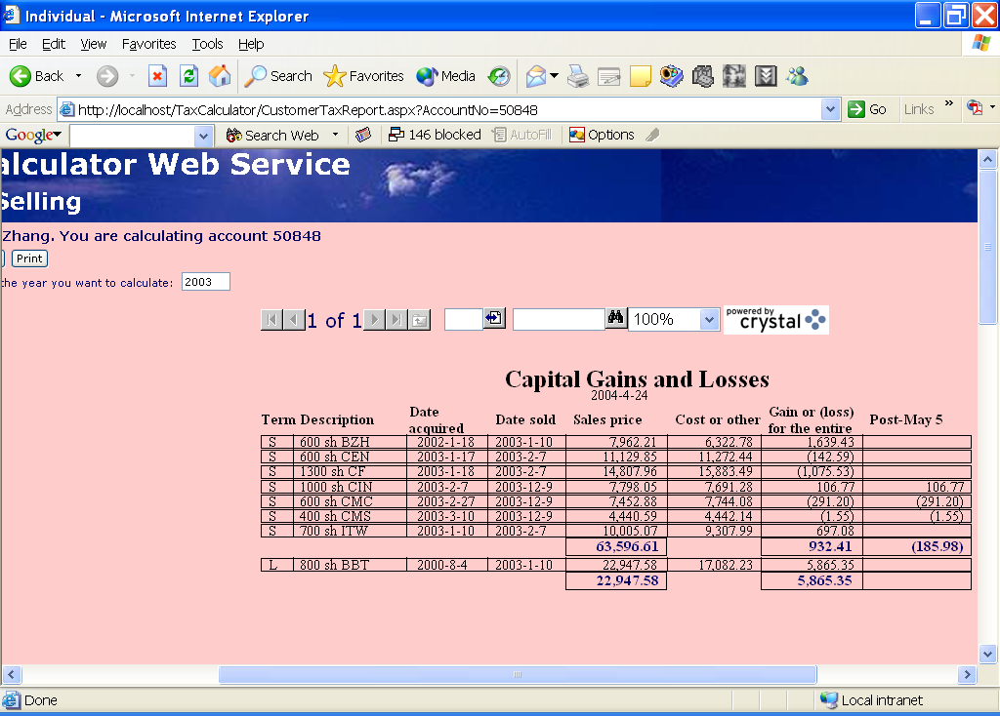 Individual - Microsoft Internet Explorer
File Edit View Favorites Tools Help
Back Search Favorites Media
Address http://localhost/TaxCalculator/CustomerTaxReport.aspx?AccountNo=50848 Go Links »
Google Search Web 146 blocked AutoFill Options
alculator Web Service
Selling
Zhang. You are calculating account 50848
Print
the year you want to calculate: 2003
1 of 1 100% powered by crystal
Capital Gains and Losses
2004-4-24
Term Description Date acquired Date sold Sales price Cost or other Gain or (loss) for the entire Post-May 5
S 600 sh BZH 2002-1-18 2003-1-10 7,962.21 6,322.78 1,639.43
S 600 sh CEN 2003-1-17 2003-2-7 11,129.85 11,272.44 (142.59)
S 1300 sh CF 2003-1-18 2003-2-7 14,807.96 15,883.49 (1,075.53)
S 1000 sh CIN 2003-2-7 2003-12-9 7,798.05 7,691.28 106.77 106.77
S 600 sh CMC 2003-2-27 2003-12-9 7,452.88 7,744.08 (291.20) (291.20)
S 400 sh CMS 2003-3-10 2003-12-9 4,440.59 4,442.14 (1.55) (1.55)
S 700 sh ITW 2003-1-10 2003-2-7 10,005.07 9,307.99 697.08
63,596.61 932.41 (185.98)
L 800 sh BBT 2000-8-4 2003-1-10 22,947.58 17,082.23 5,865.35
22,947.58 5,865.35
Done Local intranet